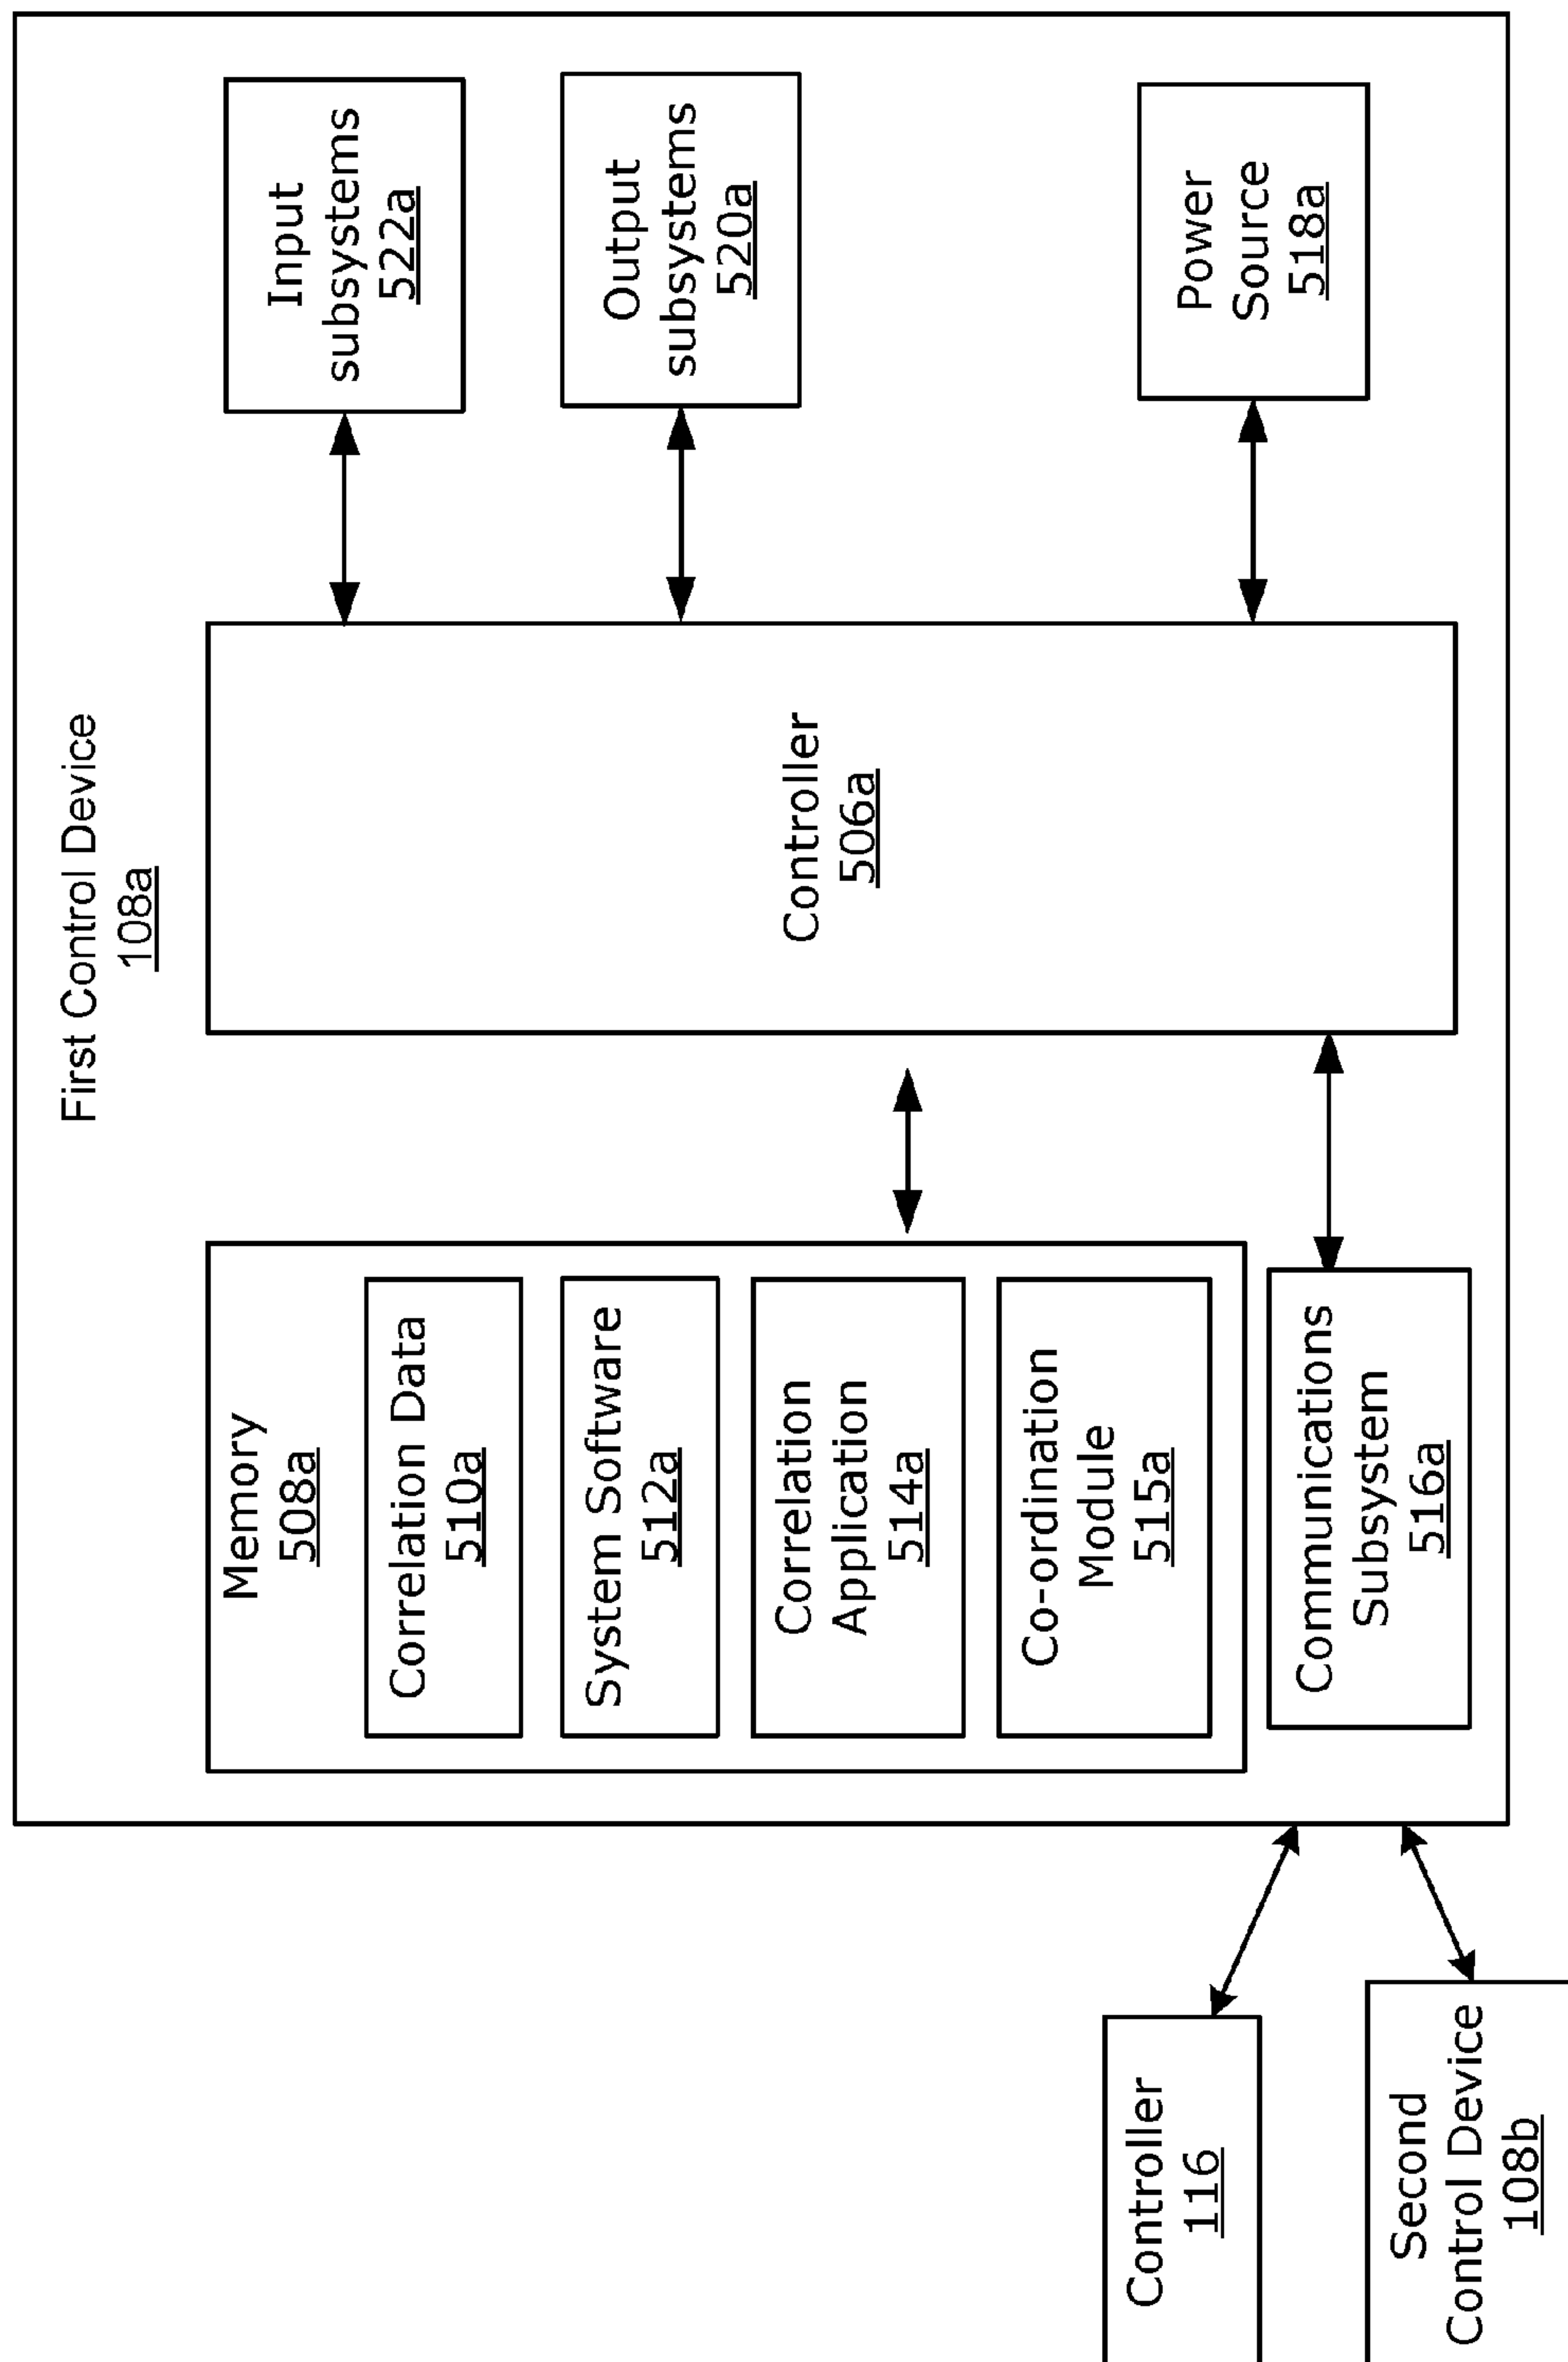 First Control Device
108a
Memory
508a
Correlation Data
510a
System Software
512a
Correlation
Application
514a
Co-ordination
Module
515a
Communications
Subsystem
516a
Controller
506a
Input
subsystems
522a
Output
subsystems
520a
Power
Source
518a
Controller
116
Second
Control Device
108b